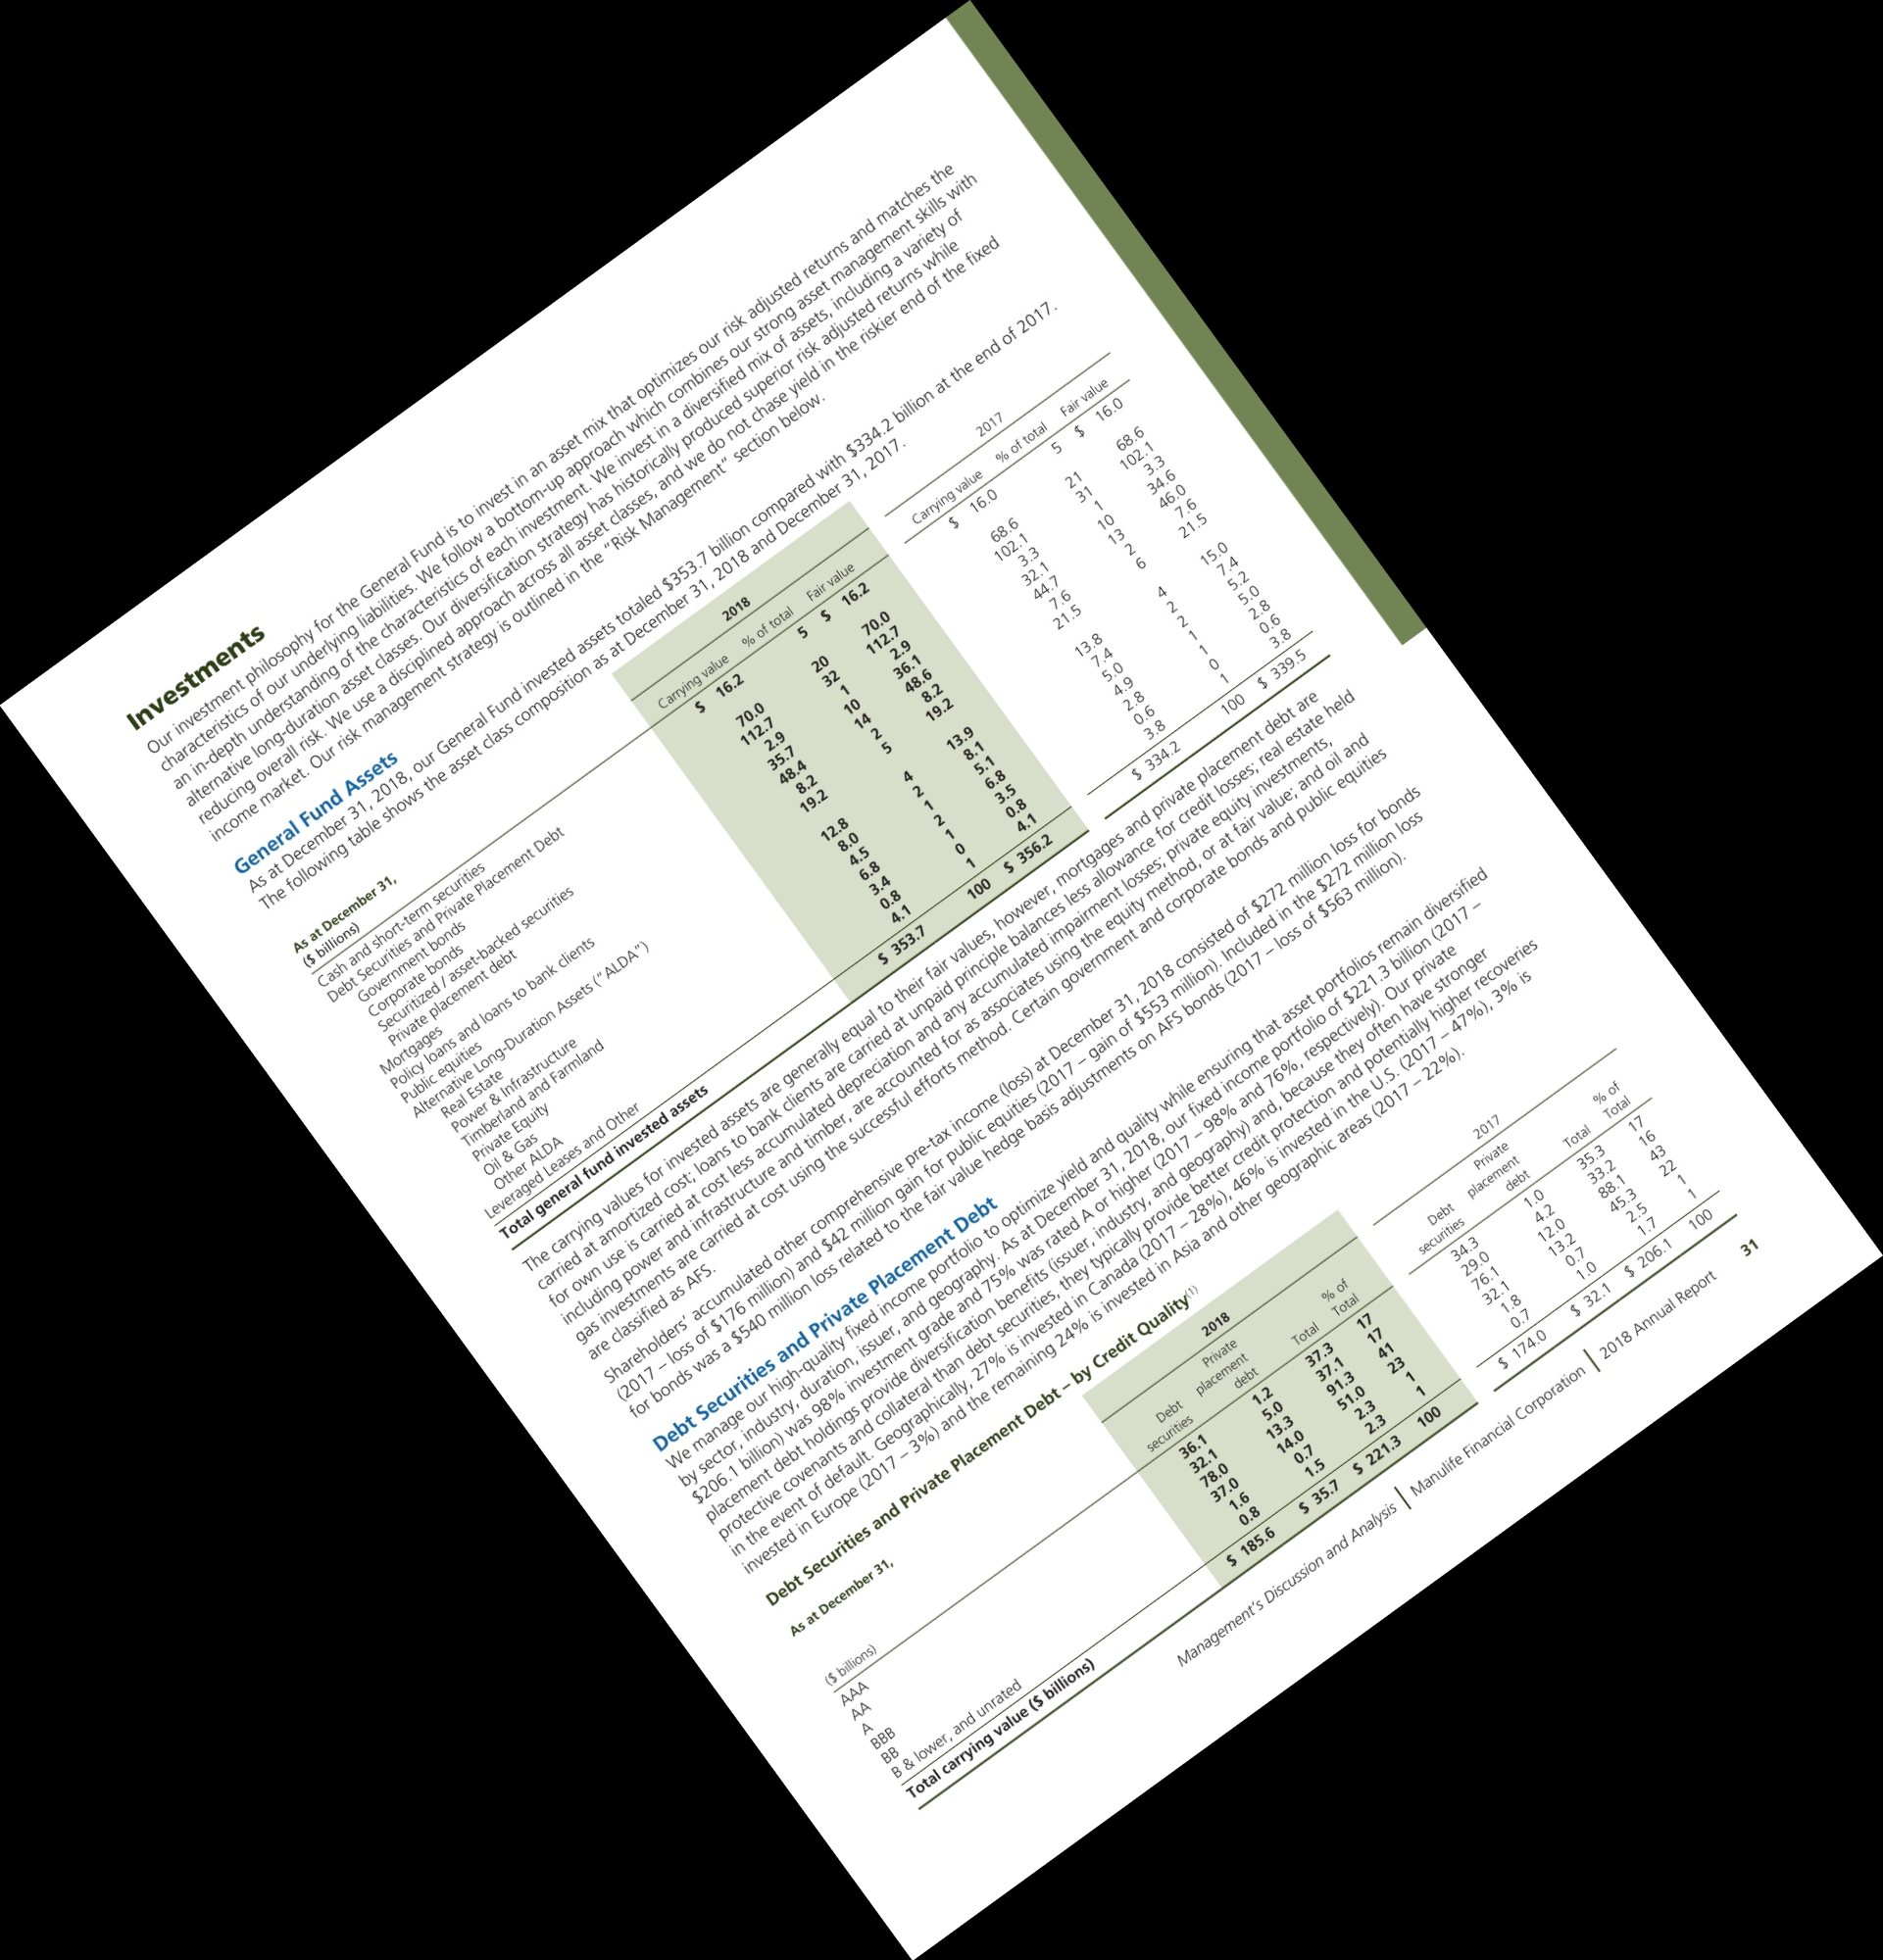 Investments
Our investment philosophy for the General Fund is to invest in an asset mix that optimizes our risk adjusted returns and matches the
characteristics of our underlying liabilities. We follow a bottom-up approach which combines our strong asset management skills with
an in-depth understanding of the characteristics of each investment. We invest in a diversified mix of assets, including a variety of
alternative long-duration asset classes. Our diversification strategy has historically produced superior risk adjusted returns while
reducing overall risk. We use a disciplined approach across all asset classes, and we do not chase yield in the riskier end of the fixed
income market. Our risk management strategy is outlined in the “Risk Management” section below.
General Fund Assets
As at December 31, 2018, our General Fund invested assets totaled $353.7 billion compared with $334.2 billion at the end of 2017.
The following table shows the asset class composition as at December 31, 2018 and December 31, 2017.
As at December 31, 2018 2017
($ billions) Carrying value % of total Fair value Carrying value % of total Fair value
Cash and short-term securities $ 16.2 5 $ 16.2 $ 16.0 5 $ 16.0
Debt Securities and Private Placement Debt
Government bonds 70.0 20 70.0 68.6 21 68.6
Corporate bonds 112.7 32 112.7 102.1 31 102.1
Securitized / asset-backed securities 2.9 1 2.9 3.3 1 3.3
Private placement debt 35.7 10 36.1 32.1 10 34.6
Mortgages 48.4 14 48.6 44.7 13 46.0
Policy loans and loans to bank clients 8.2 2 8.2 7.6 2 7.6
Public equities 19.2 5 19.2 21.5 6 21.5
Alternative Long-Duration Assets (“ALDA”)
Real Estate 12.8 4 13.9 13.8 4 15.0
Power & Infrastructure 8.0 2 8.1 7.4 2 7.4
Timberland and Farmland 4.5 1 5.1 5.0 2 5.2
Private Equity 6.8 2 6.8 4.9 1 5.0
Oil & Gas 3.4 1 3.5 2.8 1 2.8
Other ALDA 0.8 0 0.8 0.6 0 0.6
Leveraged Leases and Other 4.1 1 4.1 3.8 1 3.8
Total general fund invested assets $ 353.7 100 $ 356.2 $ 334.2 100 $ 339.5
The carrying values for invested assets are generally equal to their fair values, however, mortgages and private placement debt are
carried at amortized cost; loans to bank clients are carried at unpaid principle balances less allowance for credit losses; real estate held
for own use is carried at cost less accumulated depreciation and any accumulated impairment losses; private equity investments,
including power and infrastructure and timber, are accounted for as associates using the equity method, or at fair value; and oil and
gas investments are carried at cost using the successful efforts method. Certain government and corporate bonds and public equities
are classified as AFS.
Shareholders’ accumulated other comprehensive pre-tax income (loss) at December 31, 2018 consisted of $272 million loss for bonds
(2017 – loss of $176 million) and $42 million gain for public equities (2017 – gain of $553 million). Included in the $272 million loss
for bonds was a $540 million loss related to the fair value hedge basis adjustments on AFS bonds (2017 – loss of $563 million).
Debt Securities and Private Placement Debt
We manage our high-quality fixed income portfolio to optimize yield and quality while ensuring that asset portfolios remain diversified
by sector, industry, duration, issuer, and geography. As at December 31, 2018, our fixed income portfolio of $221.3 billion (2017 –
$206.1 billion) was 98% investment grade and 75% was rated A or higher (2017 – 98% and 76%, respectively). Our private
placement debt holdings provide diversification benefits (issuer, industry, and geography) and, because they often have stronger
protective covenants and collateral than debt securities, they typically provide better credit protection and potentially higher recoveries
in the event of default. Geographically, 27% is invested in Canada (2017 – 28%), 46% is invested in the U.S. (2017 – 47%), 3% is
invested in Europe (2017 – 3%) and the remaining 24% is invested in Asia and other geographic areas (2017 – 22%).
Debt Securities and Private Placement Debt – by Credit Quality(1)
As at December 31, 2018 2017
($ billions) Debt securities Private placement debt Total % of Total Debt securities Private placement debt Total % of Total
AAA 36.1 1.2 37.3 17 34.3 1.0 35.3 17
AA 32.1 5.0 37.1 17 29.0 4.2 33.2 16
A 78.0 13.3 91.3 41 76.1 12.0 88.1 43
BBB 37.0 14.0 51.0 23 32.1 13.2 45.3 22
BB 1.6 0.7 2.3 1 1.8 0.7 2.5 1
B & lower, and unrated 0.8 1.5 2.3 1 0.7 1.0 1.7 1
Total carrying value ($ billions) $ 185.6 $ 35.7 $ 221.3 100 $ 174.0 $ 32.1 $ 206.1 100
Management’s Discussion and Analysis | Manulife Financial Corporation | 2018 Annual Report 31